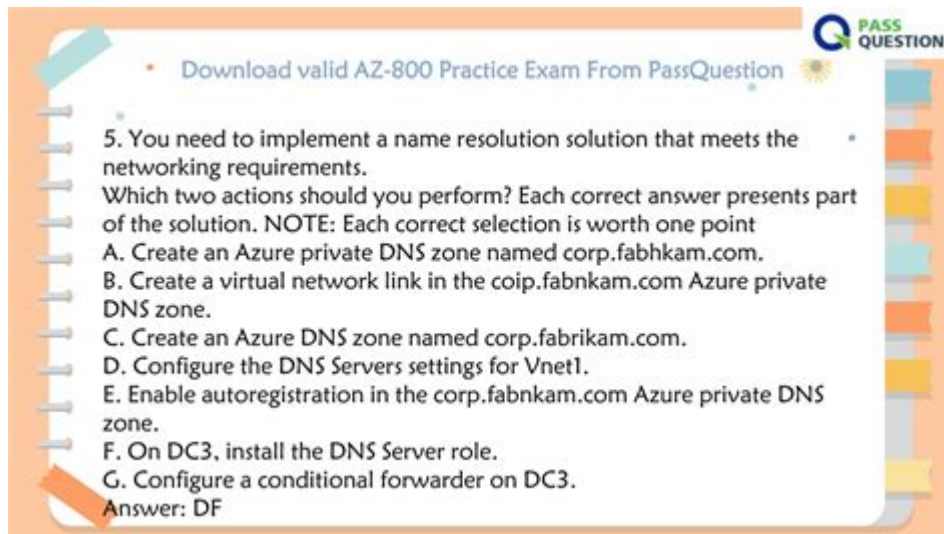 PASS
QUESTION
• Download valid AZ-800 Practice Exam From PassQuestion
5. You need to implement a name resolution solution that meets the
networking requirements.
Which two actions should you perform? Each correct answer presents part
of the solution. NOTE: Each correct selection is worth one point
A. Create an Azure private DNS zone named corp.fabhkam.com.
B. Create a virtual network link in the coip.fabnkam.com Azure private
DNS zone.
C. Create an Azure DNS zone named corp.fabrikam.com.
D. Configure the DNS Servers settings for Vnet1.
E. Enable autoregistration in the corp.fabnkam.com Azure private DNS
zone.
F. On DC3, install the DNS Server role.
G. Configure a conditional forwarder on DC3.
Answer: DF